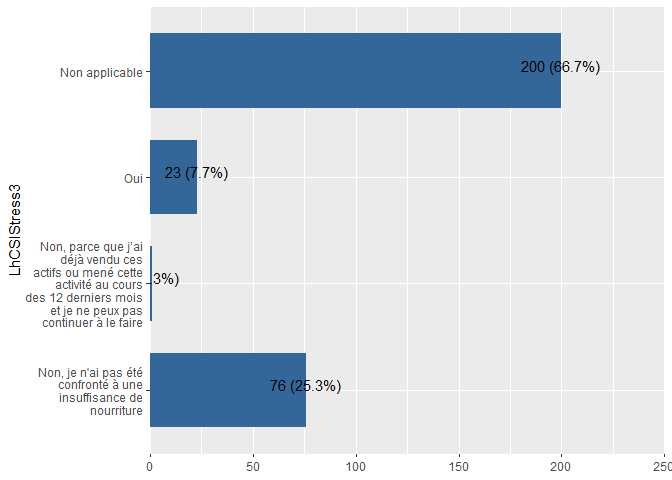 LhCSIStress3
Non applicable
200 (66.7%)
Oui
23 (7.7%)
Non, parce que j'ai
déjà vendu ces
actifs ou mené cette
activité au cours
des 12 derniers mois
et je ne peux pas
continuer à le faire
3%)
Non, je n'ai pas été
confronté à une
insuffisance de
nourriture
76 (25.3%)
0 50 100 150 200 250